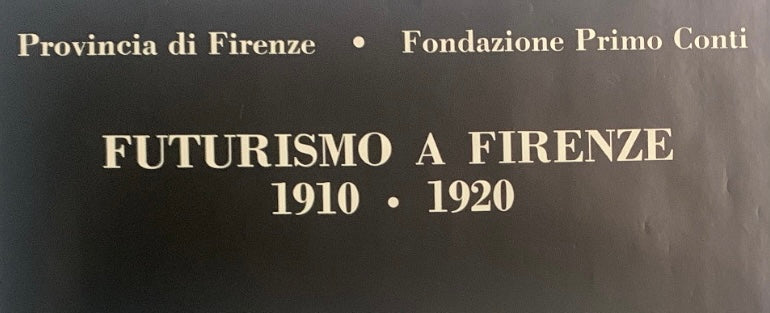 Provincia di Firenze • Fondazione Primo Conti
FUTURISMO A FIRENZE
1910 • 1920